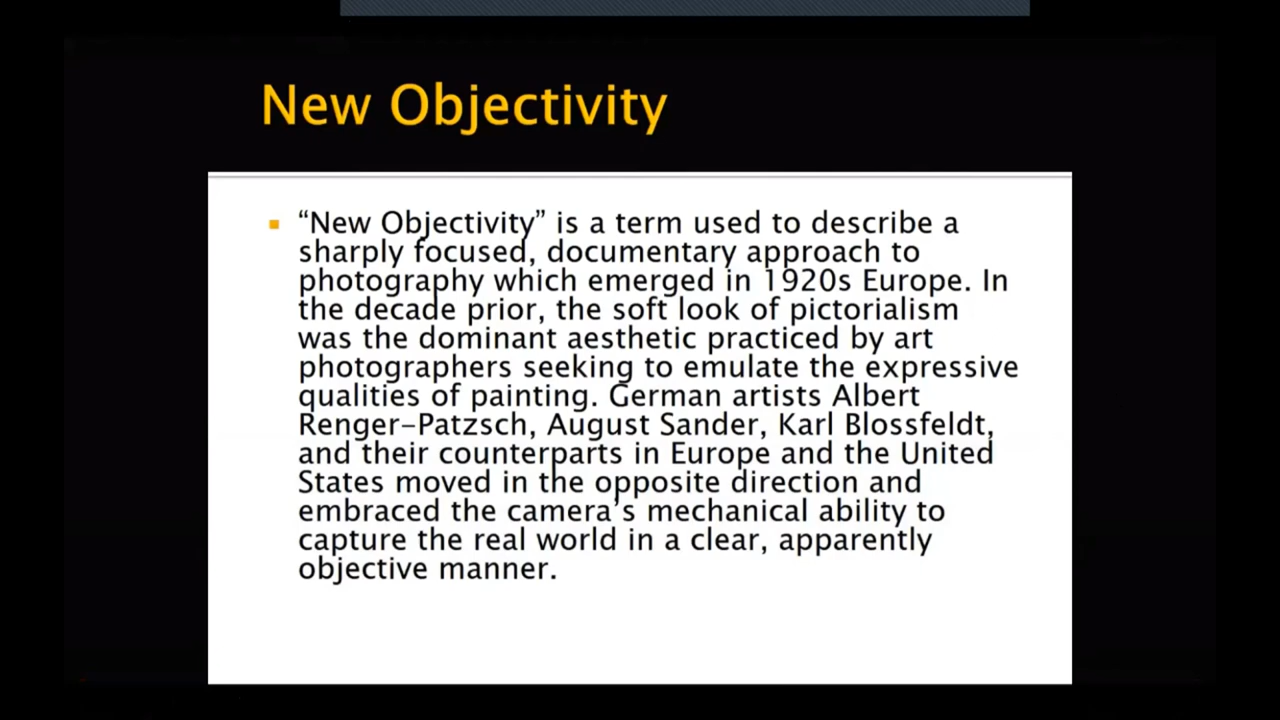 New Objectivity
“New Objectivity” is a term used to describe a
sharply focused, documentary approach to
photography which emerged in 1920s Europe. In
the decade prior, the soft look of pictorialism
was the dominant aesthetic practiced by art
photographers seeking to emulate the expressive
qualities of painting. German artists Albert
Renger-Patzsch, August Sander, Karl Blossfeldt,
and their counterparts in Europe and the United
States moved in the opposite direction and
embraced the camera’s mechanical ability to
capture the real world in a clear, apparently
objective manner.